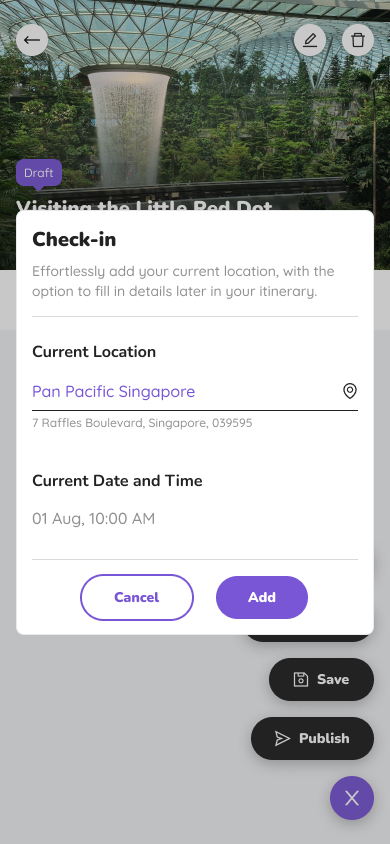 Draft
Visiting the Little Red Dot
Check-in
Effortlessly add your current location, with the
option to fill in details later in your itinerary.
Current Location
Pan Pacific Singapore
7 Raffles Boulevard, Singapore, 039595
Current Date and Time
01 Aug, 10:00 AM
Cancel
Add
Save
Publish